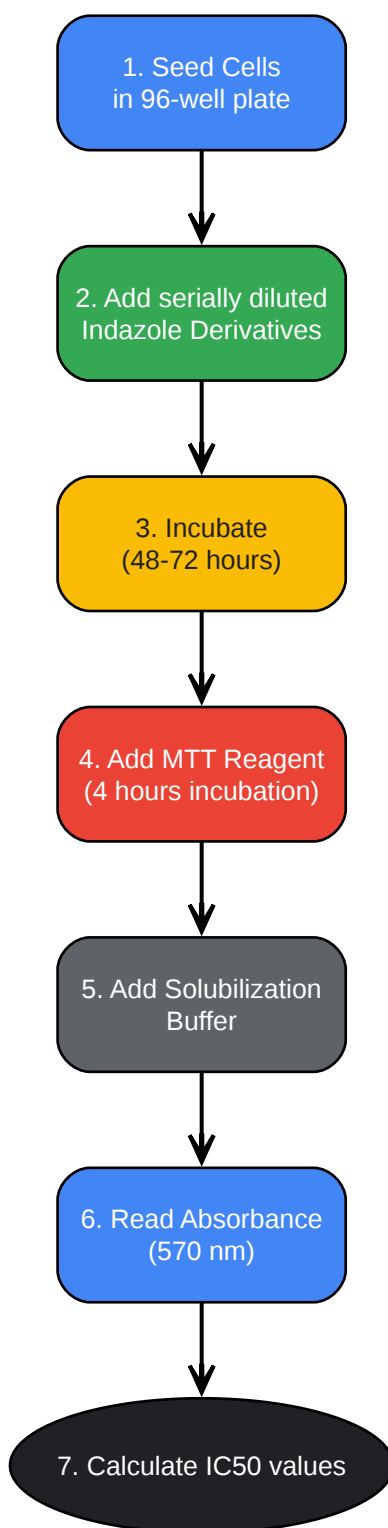 1. Seed Cells
in 96-well plate
2. Add serially diluted
Indazole Derivatives
3. Incubate
(48-72 hours)
4. Add MTT Reagent
(4 hours incubation)
5. Add Solubilization
Buffer
6. Read Absorbance
(570 nm)
7. Calculate IC50 values